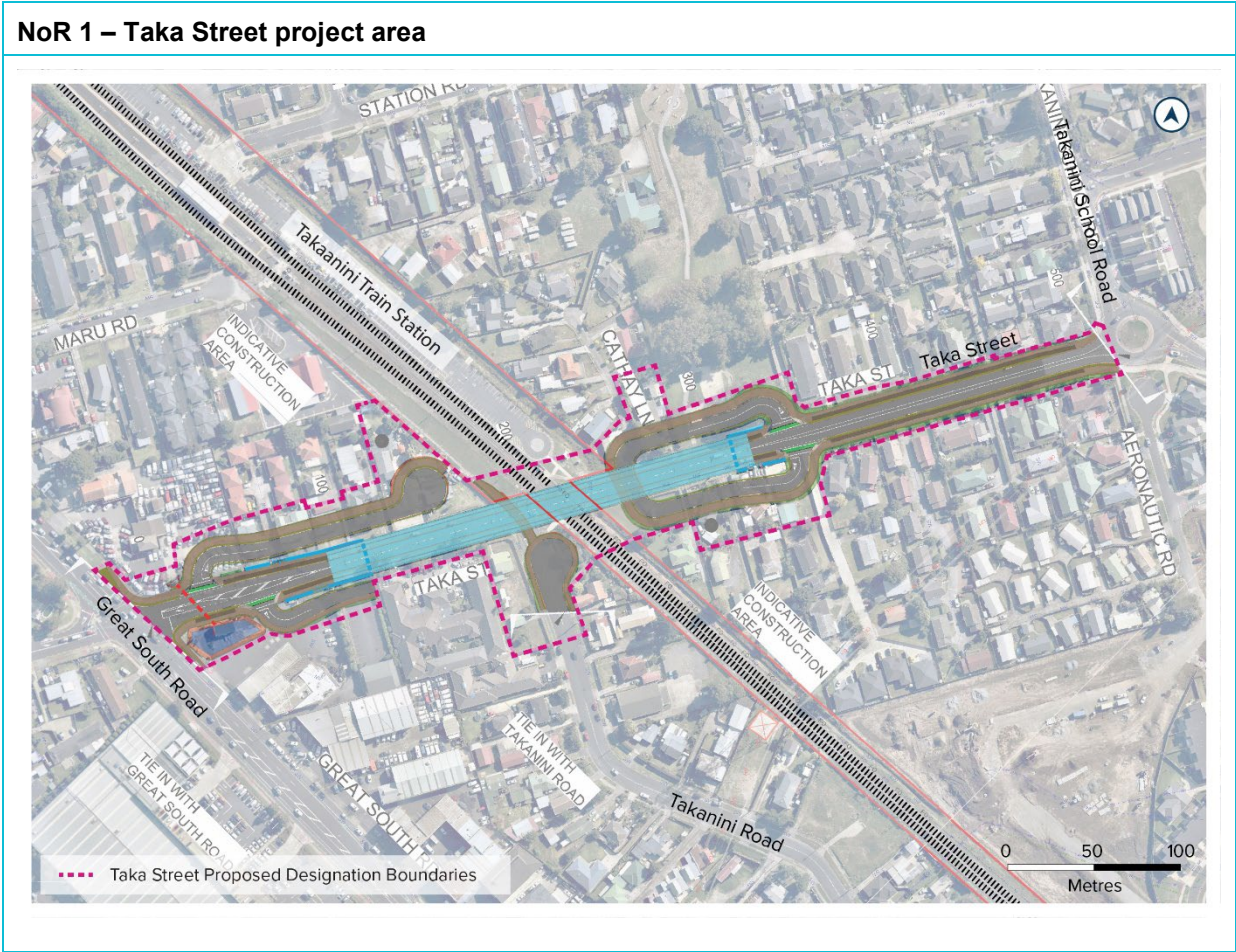 NoR 1 – Taka Street project area
STATION RD
Takanini School Road
Takaanini Train Station
MARU RD
INDICATIVE
CONSTRUCTION
AREA
CATHAY LN
500
400
300
200
100
0
Taka Street
TAKA ST
AERONAUTIC RD
TAKA ST
Great South Road
INDICATIVE
CONSTRUCTION
AREA
TIE IN WITH
TAKANINI ROAD
GREAT SOUTH RD
TIE IN WITH
GREAT SOUTH ROAD
Takanini Road
Taka Street Proposed Designation Boundaries
0 50 100
Metres